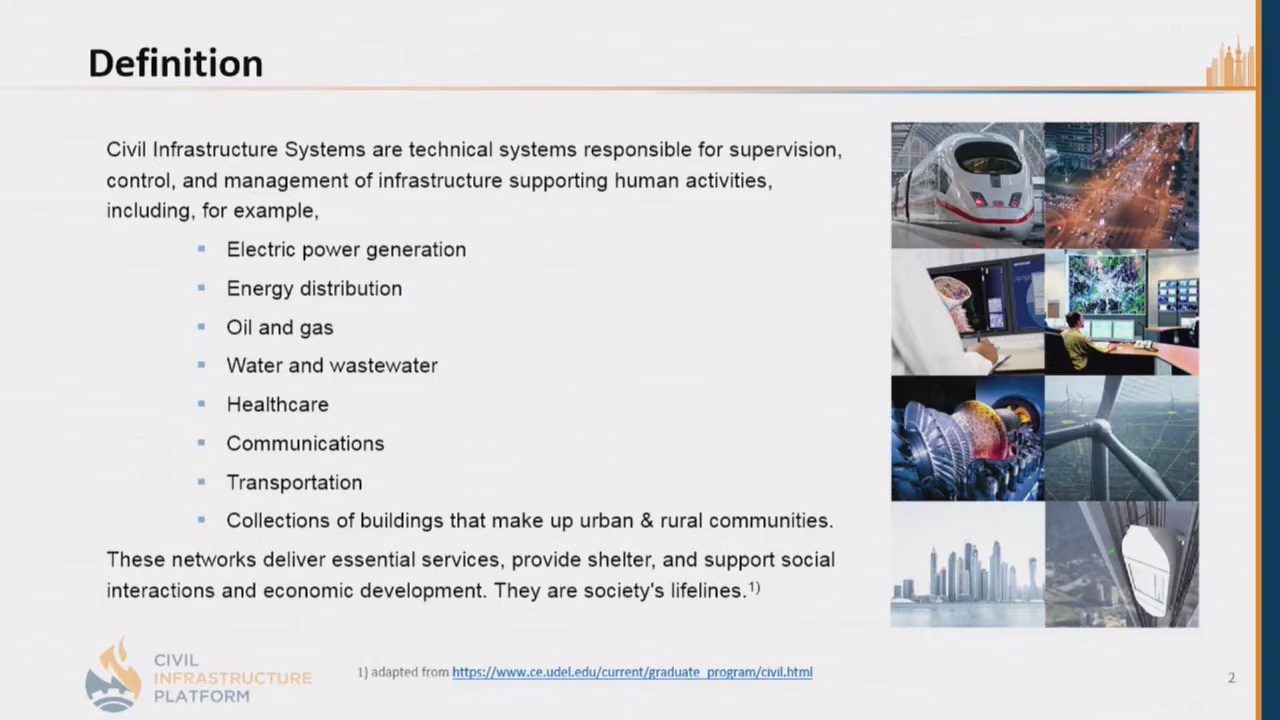 Definition
Civil Infrastructure Systems are technical systems responsible for supervision,
control, and management of infrastructure supporting human activities,
including, for example,
▪ Electric power generation
▪ Energy distribution
▪ Oil and gas
▪ Water and wastewater
▪ Healthcare
▪ Communications
▪ Transportation
▪ Collections of buildings that make up urban & rural communities.
These networks deliver essential services, provide shelter, and support social
interactions and economic development. They are society's lifelines.1)
CIVIL
INFRASTRUCTURE
PLATFORM
1) adapted from https://www.ce.udel.edu/current/graduate_program/civil.html
2